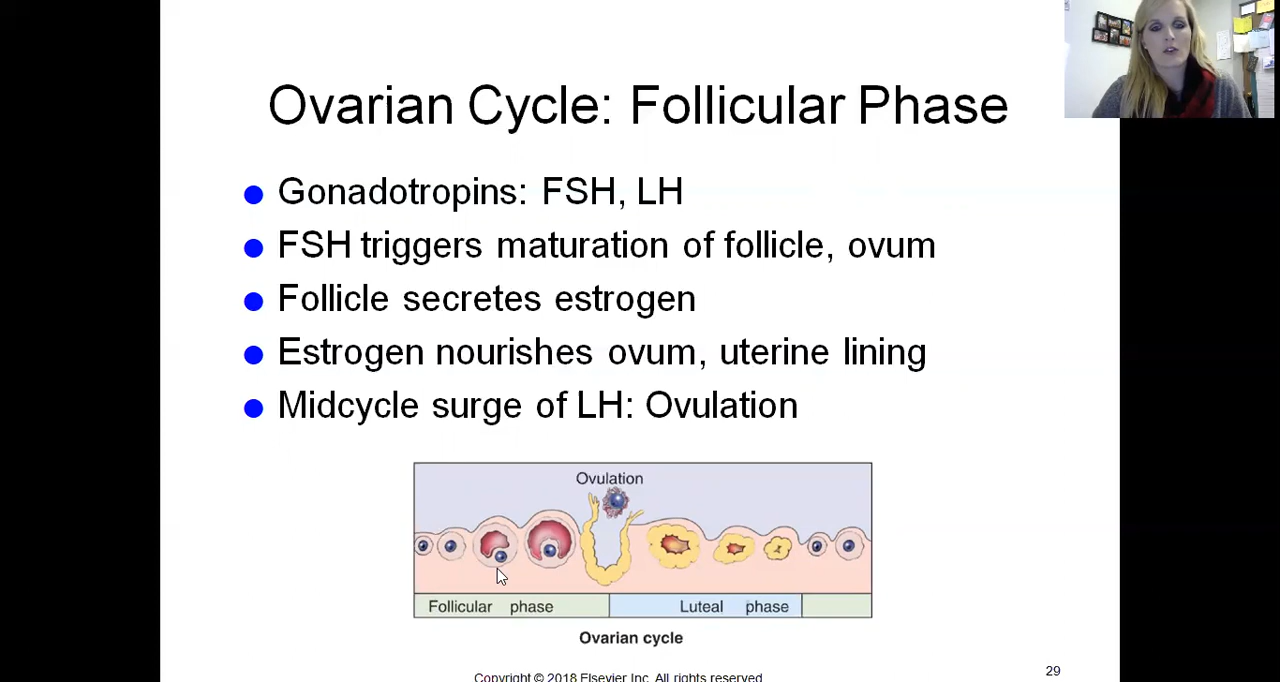 Ovarian Cycle: Follicular Phase
Gonadotropins: FSH, LH
FSH triggers maturation of follicle, ovum
Follicle secretes estrogen
Estrogen nourishes ovum, uterine lining
Midcycle surge of LH: Ovulation
Ovulation
Follicular phase
Luteal phase
Ovarian cycle
Copyright © 2018 Elsevier Inc. All rights reserved
29